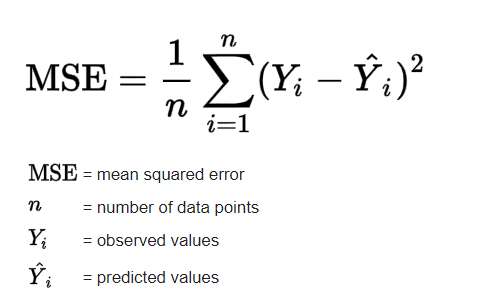 MSE = \frac{1}{n} \sum_{i=1}^{n} (Y_i - \hat{Y}_i)^2
MSE = mean squared error
n = number of data points
Y_i = observed values
\hat{Y}_i = predicted values